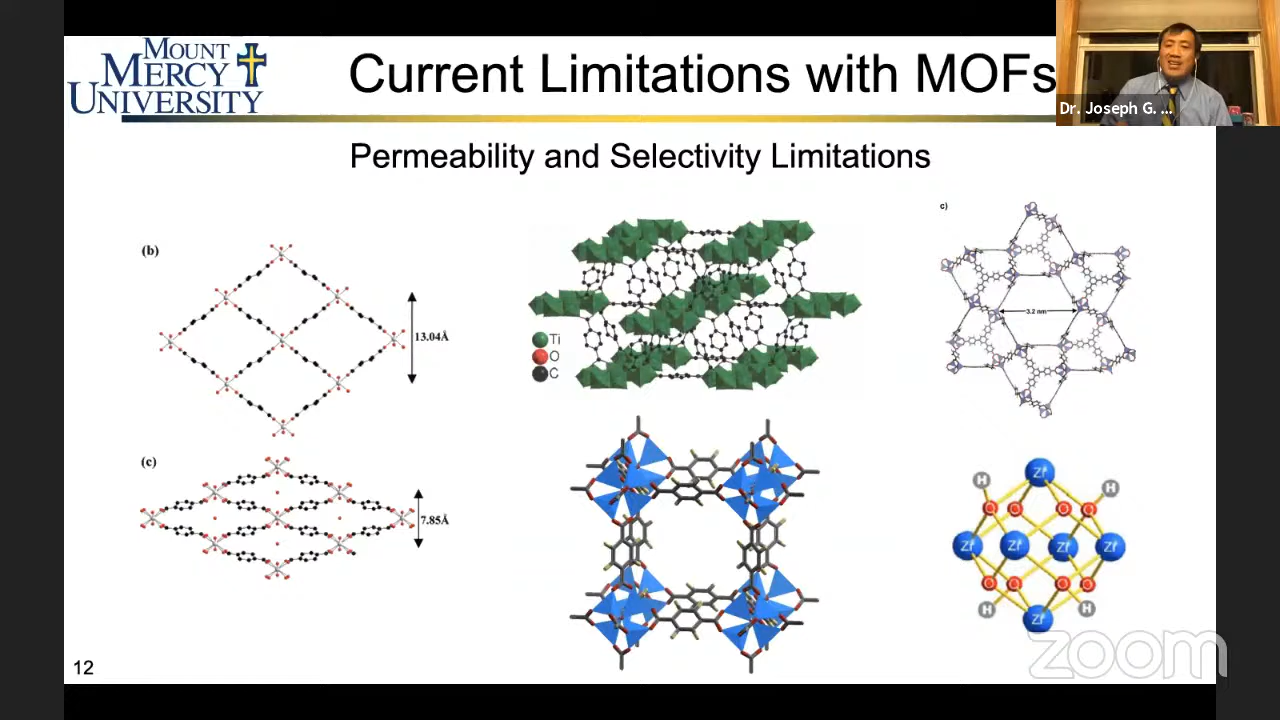 MOUNT
MERCY
UNIVERSITY
Current Limitations with MOFs
Dr. Joseph G. ...
Permeability and Selectivity Limitations
(b)
13.04Å
(c)
7.85Å
Ti
O
C
c)
3.2 nm
Zr
H
H
O
O
O
O
Zr
Zr
Zr
Zr
O
O
O
O
H
H
Zr
12
zoom